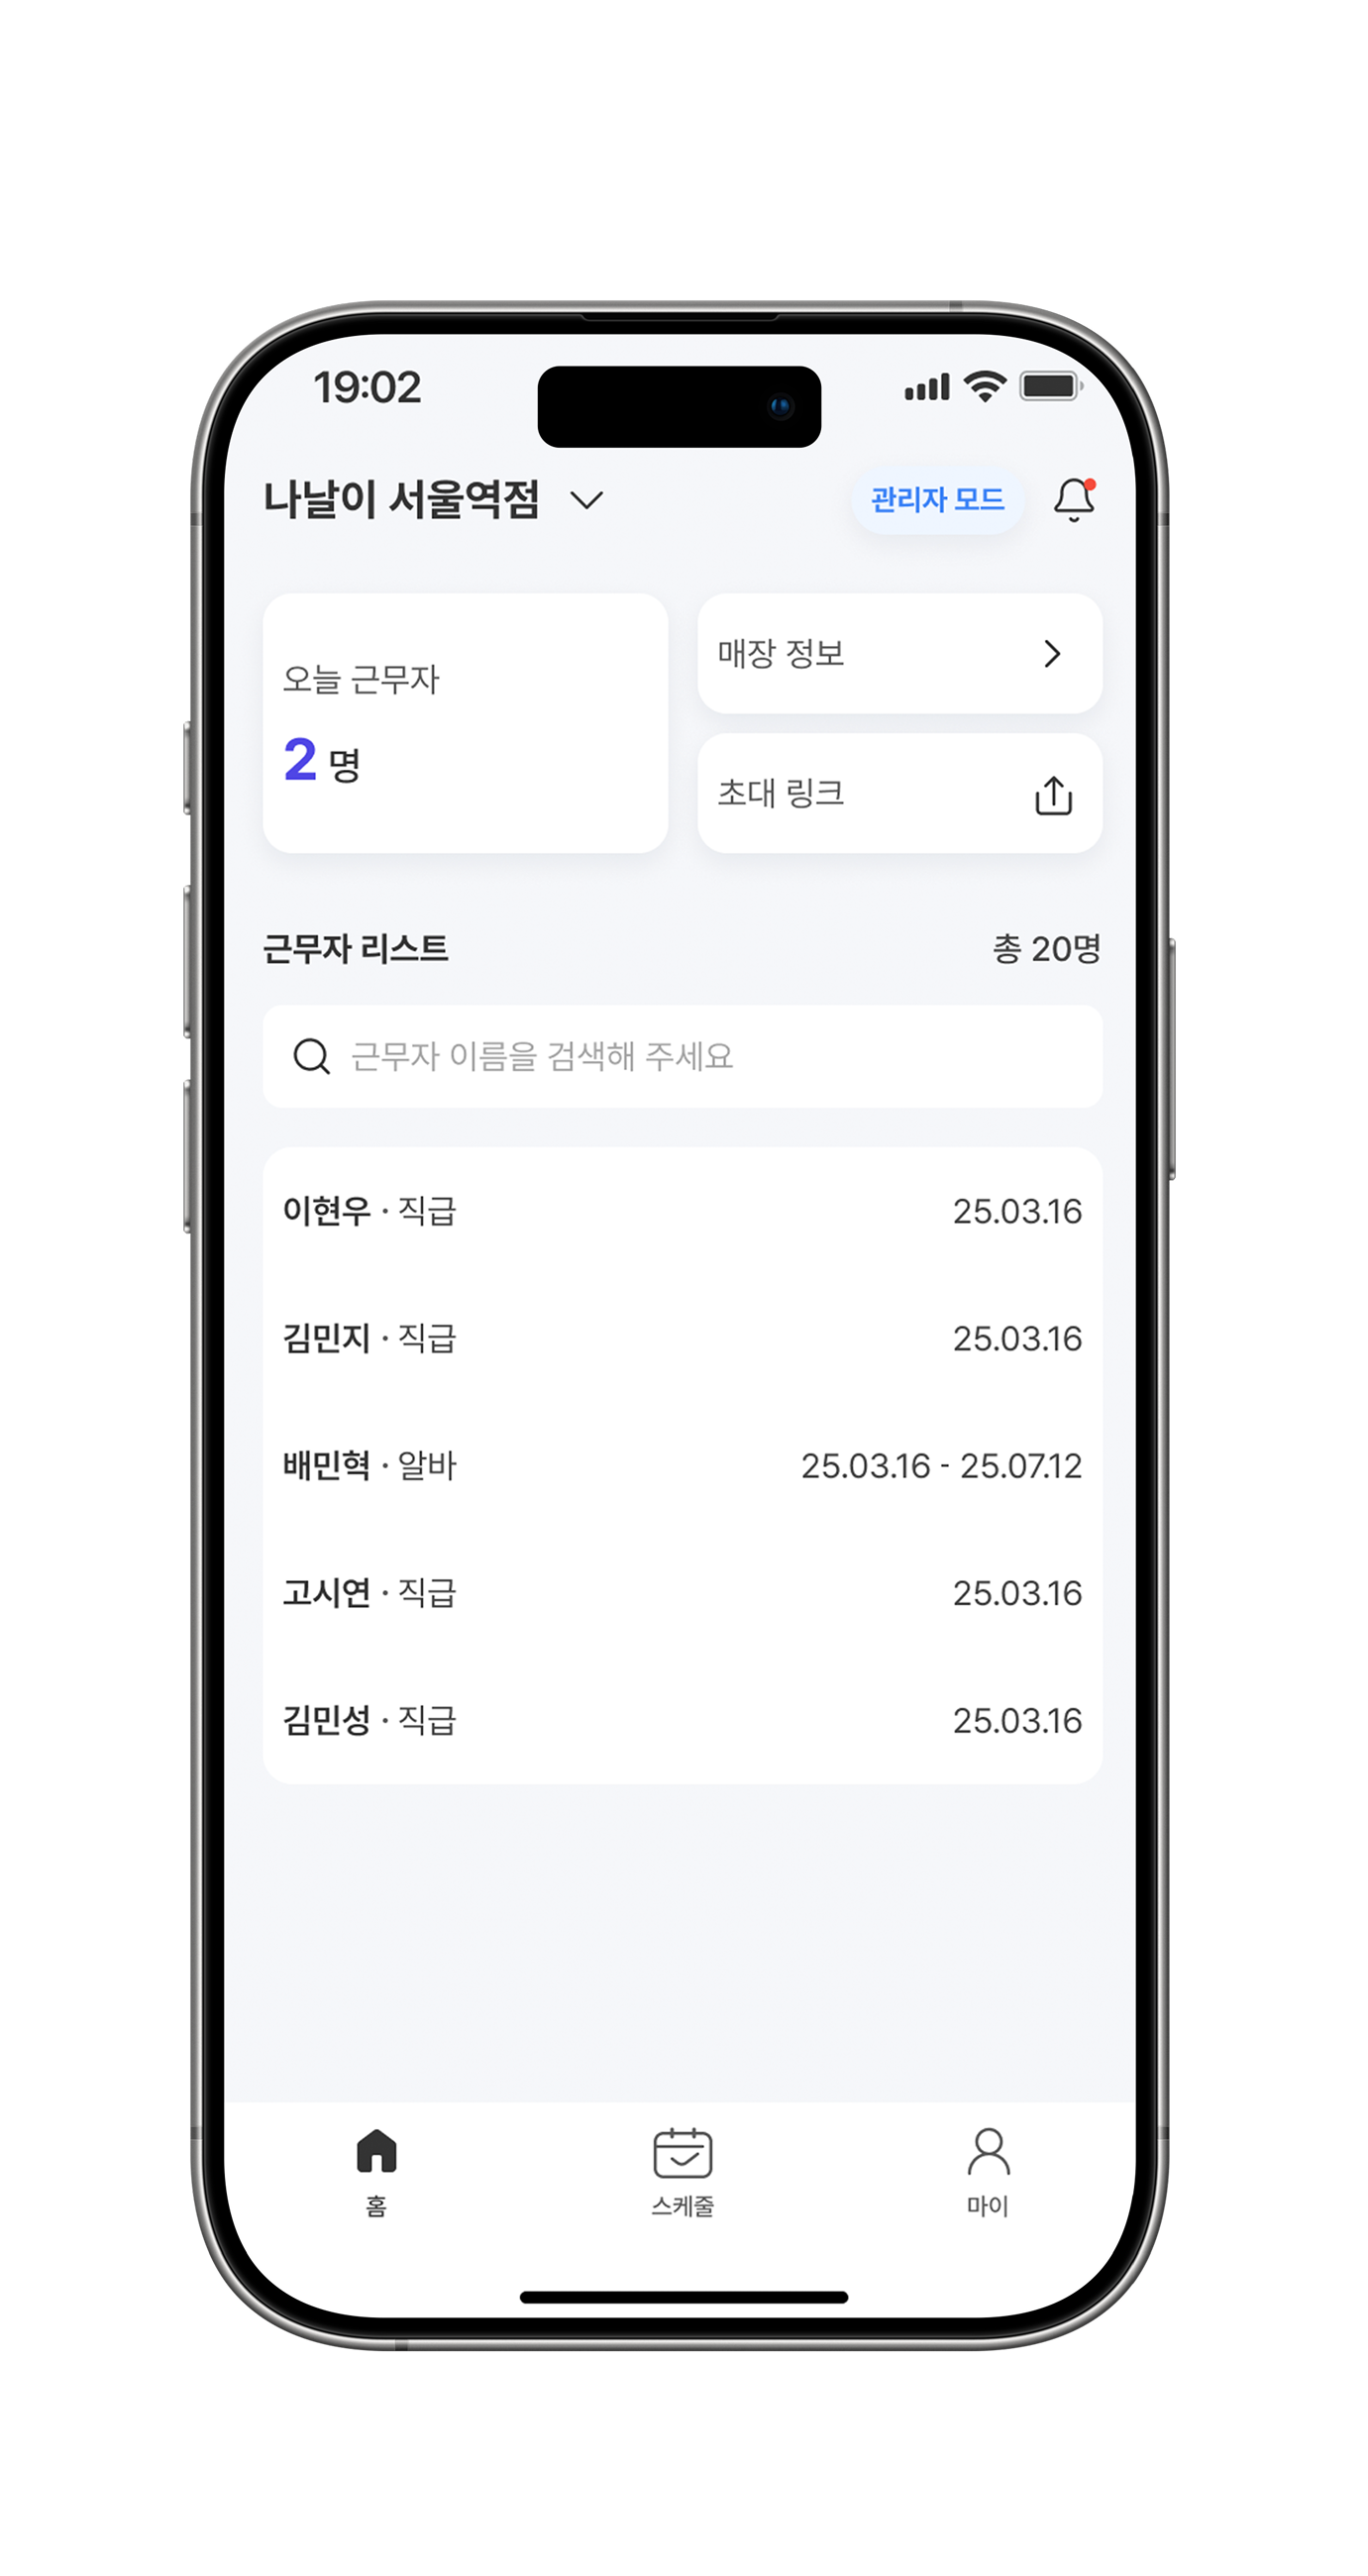 19:02
나날이 서울역점
관리자 모드
오늘 근무자
2 명
매장 정보
초대 링크
근무자 리스트
총 20명
근무자 이름을 검색해 주세요
이현우 · 직급
25.03.16
김민지 · 직급
25.03.16
배민혁 · 알바
25.03.16 - 25.07.12
고시연 · 직급
25.03.16
김민성 · 직급
25.03.16
홈
스케줄
마이